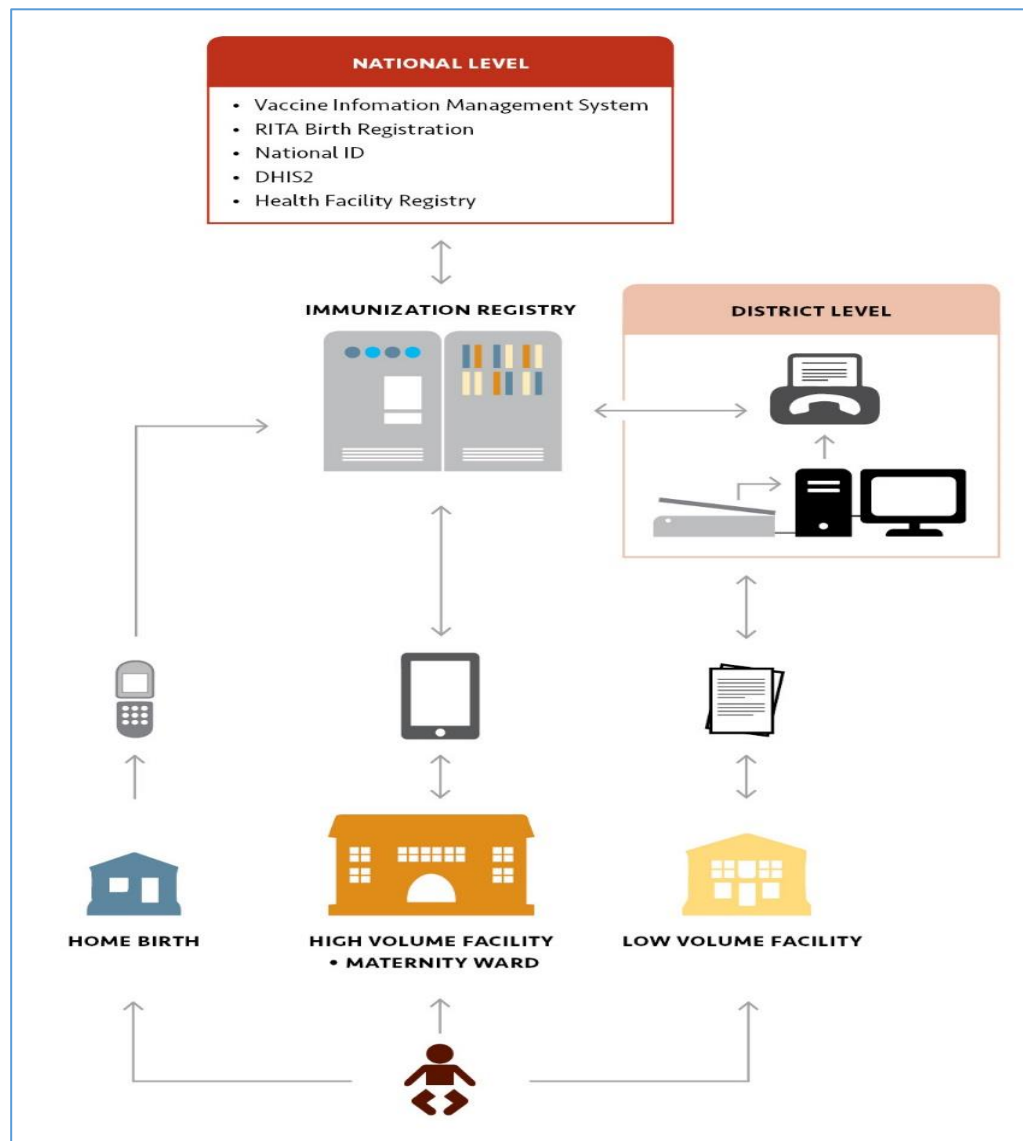 NATIONAL LEVEL
• Vaccine Infomation Management System
• RITA Birth Registration
• National ID
• DHIS2
• Health Facility Registry
IMMUNIZATION REGISTRY
DISTRICT LEVEL
HOME BIRTH
HIGH VOLUME FACILITY
• MATERNITY WARD
LOW VOLUME FACILITY